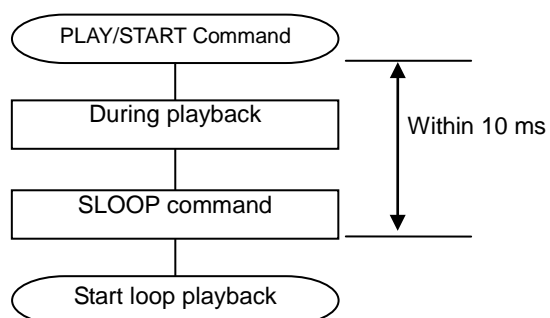 PLAY/START Command
During playback
Within 10 ms
SLOOP command
Start loop playback